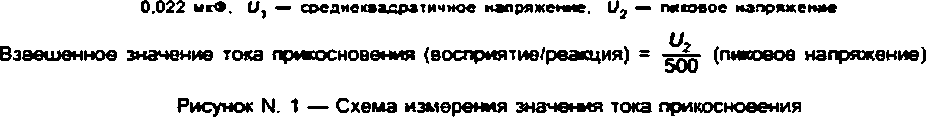 0,022 мкФ. U₁ — среднеквадратичное напряжение, U₂ — пиковое напряжение
Взвешенное значение тока прикосновения (восприятие/реакция) = U₂/500 (пиковое напряжение)
Рисунок N. 1 — Схема измерения значения тока прикосновения